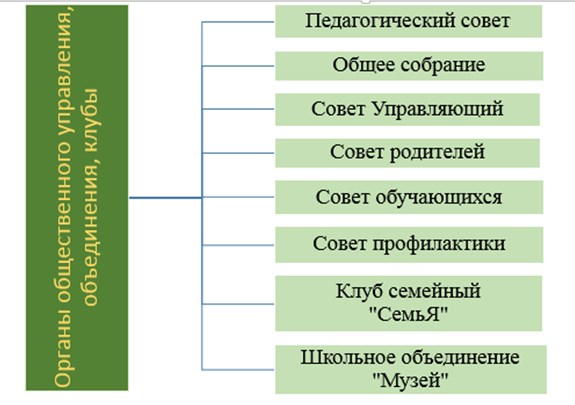 Органы общественного управления,
объединения, клубы
Педагогический совет
Общее собрание
Совет Управляющий
Совет родителей
Совет обучающихся
Совет профилактики
Клуб семейный
"СемьЯ"
Школьное объединение
"Музей"